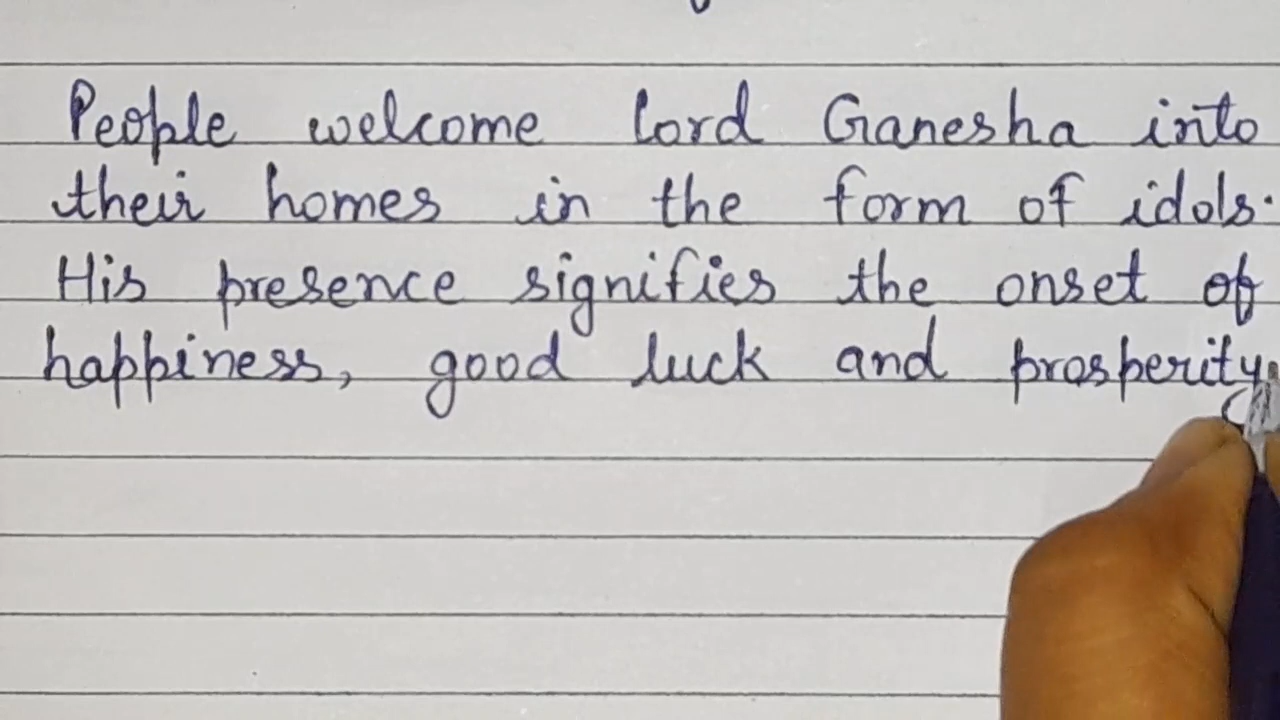 People welcome lord Ganesha into
their homes in the form of idols.
His presence signifies the onset of
happiness, good luck and prosperity.